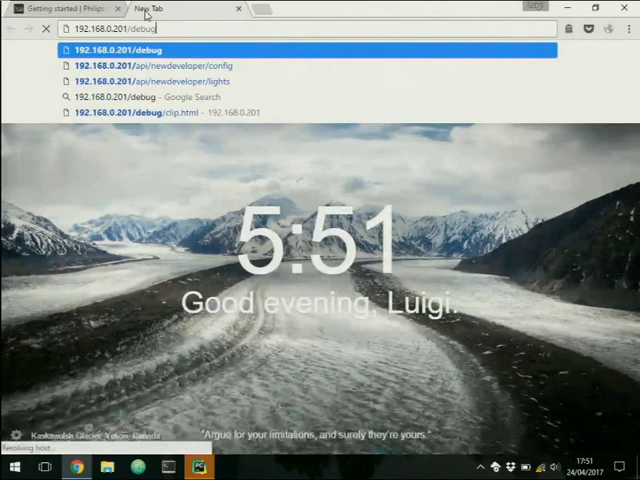 Getting started | Philips
New Tab
192.168.0.201/debug
192.168.0.201/debug
192.168.0.201/api/newdeveloper/config
192.168.0.201/api/newdeveloper/lights
192.168.0.201/debug - Google Search
192.168.0.201/debug/clip.html - 192.168.0.201
5:51
Good evening, Luigi.
Kaskawulsh Glacier, Yukon, Canada
"Argue for your limitations, and surely they're yours."
Resolving host...
17:51
24/04/2017